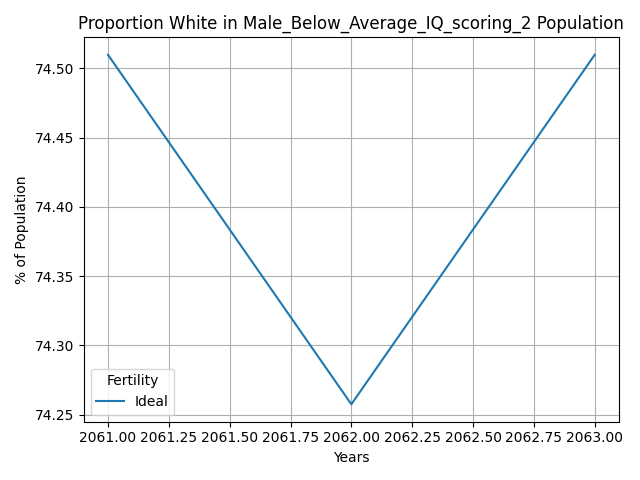 Proportion White in Male_Below_Average_IQ_scoring_2 Population
74.50
74.45
74.40
74.35
74.30
74.25
% of Population
Fertility
Ideal
2061.00 2061.25 2061.50 2061.75 2062.00 2062.25 2062.50 2062.75 2063.00
Years